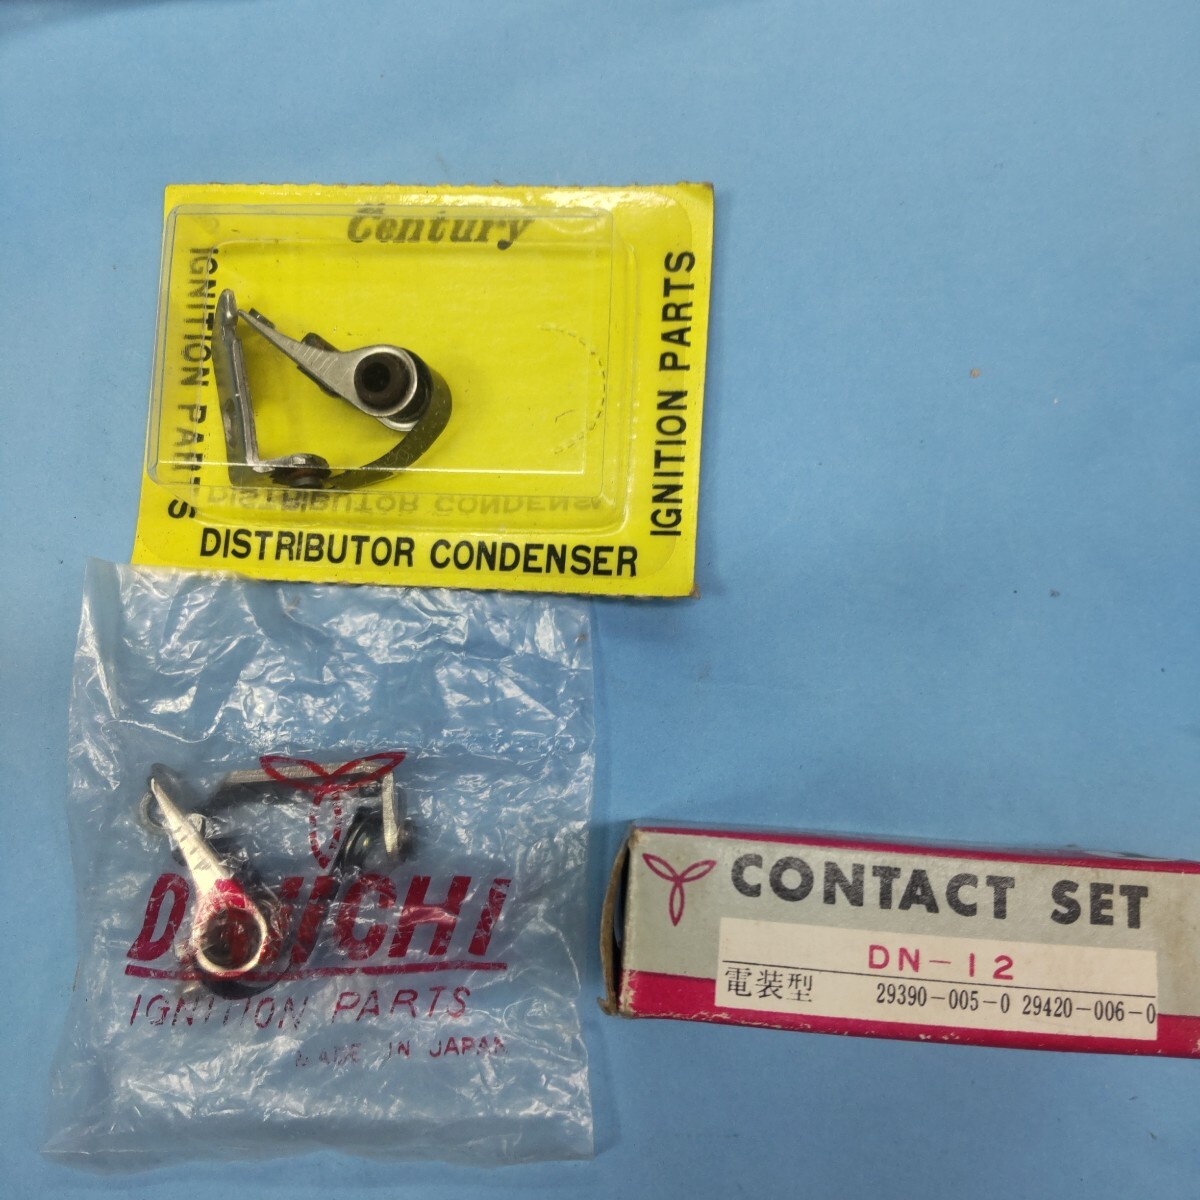 Century
IGNITION PARTS
IGNITION PARTS
DISTRIBUTOR CONDENSER
DAIICHI
IGNITION PARTS
MADE IN JAPAN
CONTACT SET
DN-12
電装型 29390-005-0 29420-006-0